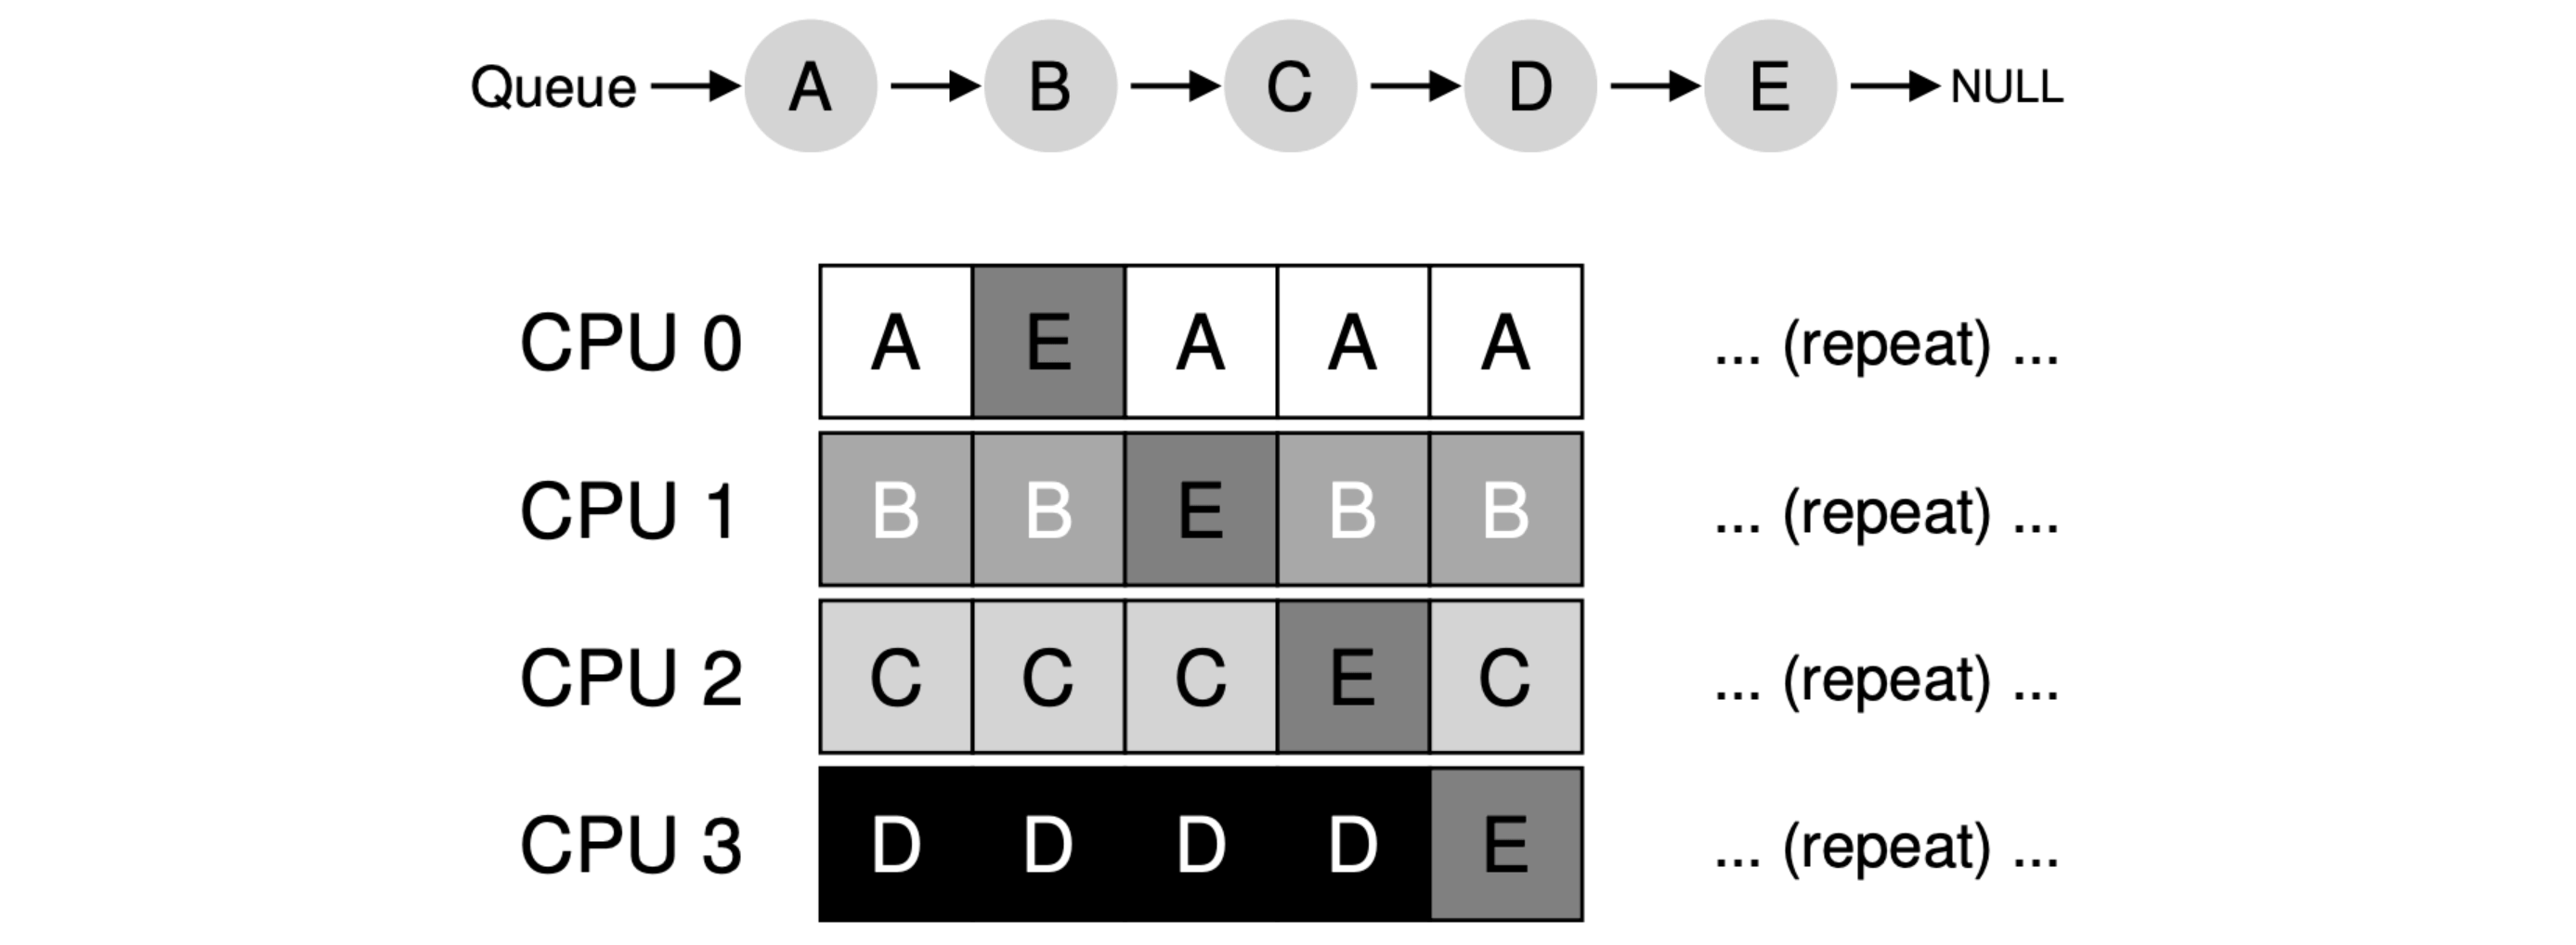 Queue A B C D E NULL
CPU 0 A E A A A ... (repeat) ...
CPU 1 B B E B B ... (repeat) ...
CPU 2 C C C E C ... (repeat) ...
CPU 3 D D D D E ... (repeat) ...